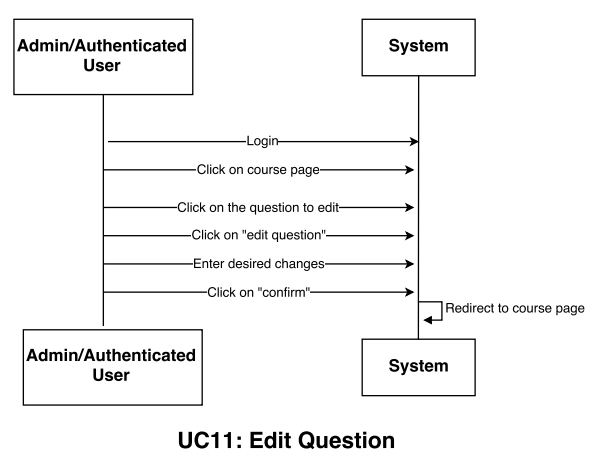 Admin/Authenticated
User
System
Login
Click on course page
Click on the question to edit
Click on "edit question"
Enter desired changes
Click on "confirm"
Redirect to course page
Admin/Authenticated
User
System
UC11: Edit Question